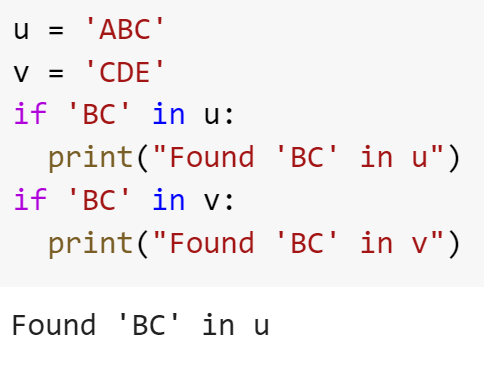 u = 'ABC'
v = 'CDE'
if 'BC' in u:
  print("Found 'BC' in u")
if 'BC' in v:
  print("Found 'BC' in v")
Found 'BC' in u